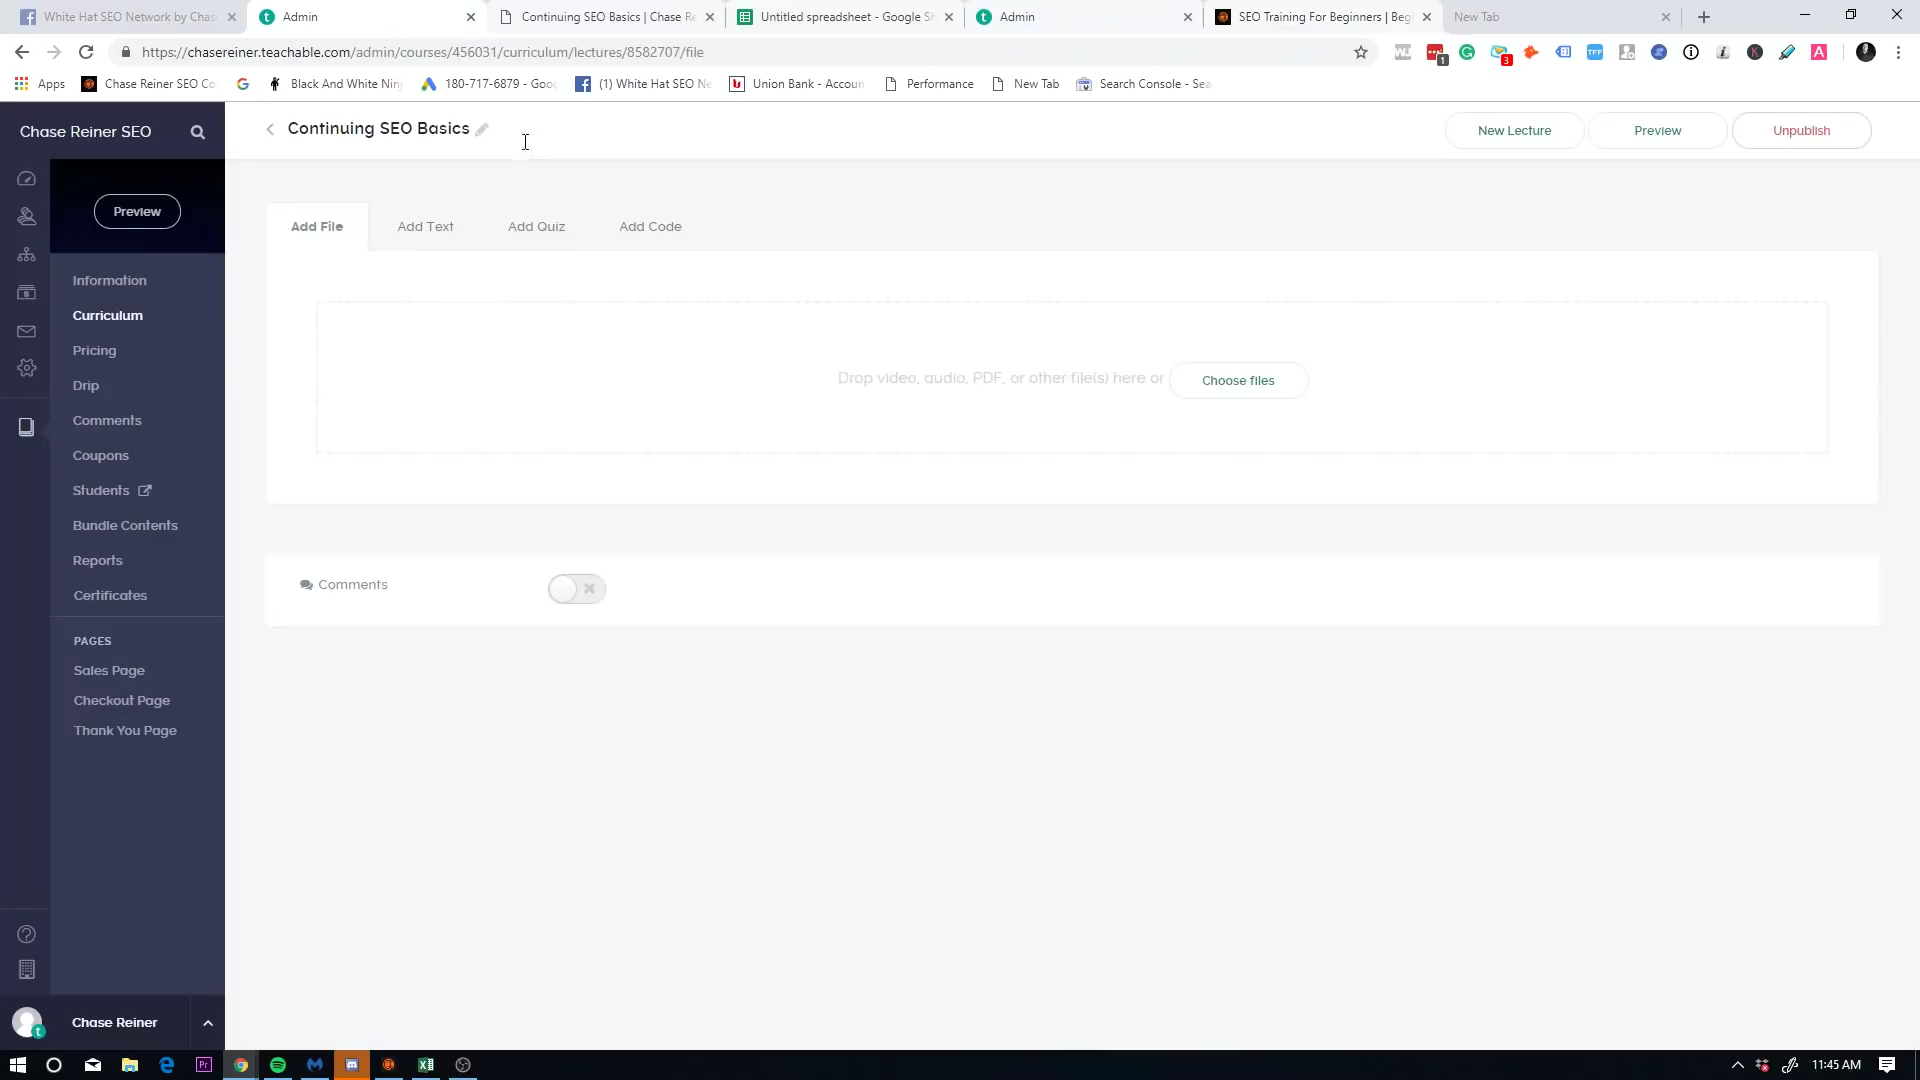 White Hat SEO Network by Chas
Admin
Continuing SEO Basics | Chase Re
Untitled spreadsheet - Google Sh
Admin
SEO Training For Beginners | Beg
New Tab
https://chasereiner.teachable.com/admin/courses/456031/curriculum/lectures/8582707/file
1
3
Apps
Chase Reiner SEO Co
Black And White Ninj
180-717-6879 - Goog
(1) White Hat SEO Ne
Union Bank - Accoun
Performance
New Tab
Search Console - Sea
Chase Reiner SEO
Continuing SEO Basics
New Lecture
Preview
Unpublish
Preview
Add File
Add Text
Add Quiz
Add Code
Information
Curriculum
Pricing
Drip
Comments
Coupons
Students
Bundle Contents
Reports
Certificates
Drop video, audio, PDF, or other file(s) here or
Choose files
Comments
PAGES
Sales Page
Checkout Page
Thank You Page
Chase Reiner
11:45 AM